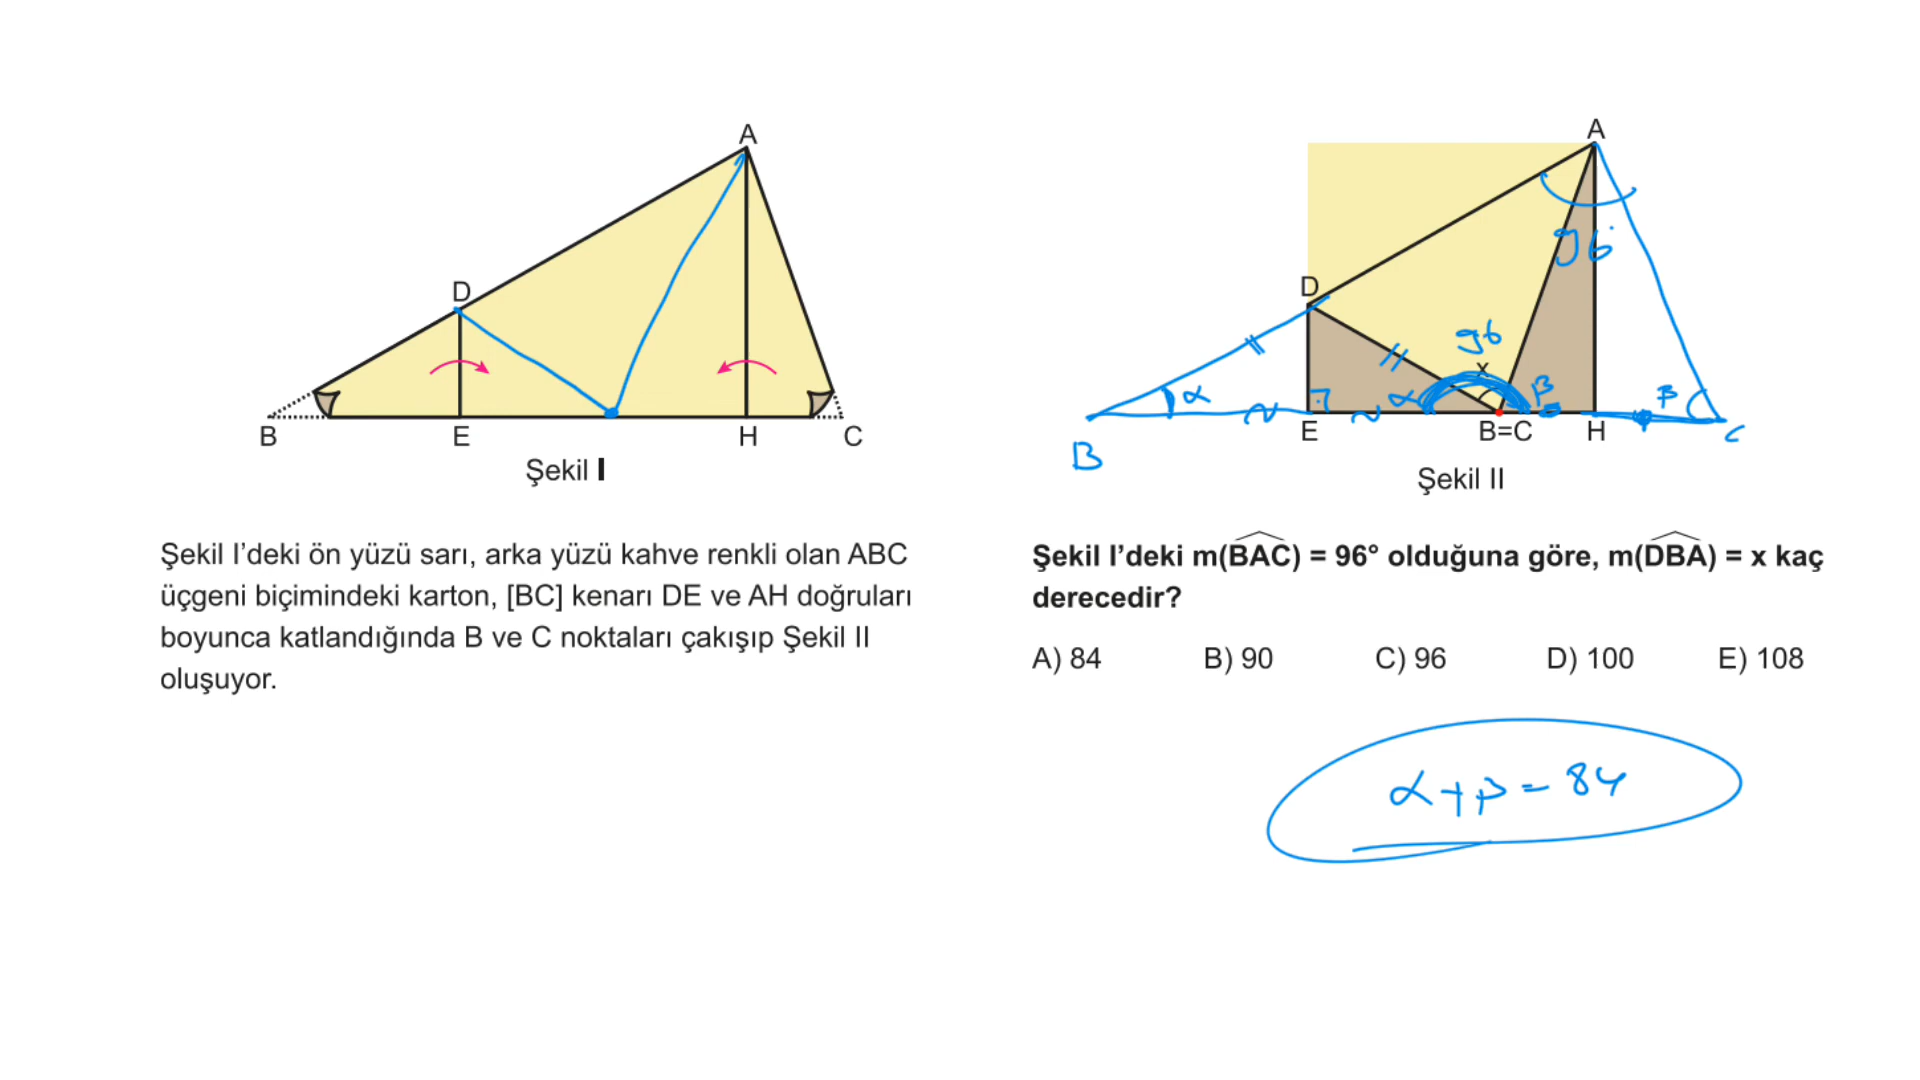 A
D
B
E
H
C
Şekil I
Şekil I'deki ön yüzü sarı, arka yüzü kahve renkli olan ABC
üçgeni biçimindeki karton, [BC] kenarı DE ve AH doğruları
boyunca katlandığında B ve C noktaları çakışıp Şekil II
oluşuyor.
A
96°
D
96
x
α
α
β
β
E
B=C
H
C
B
Şekil II
Şekil I'deki m(BAC) = 96° olduğuna göre, m(DBA) = x kaç
derecedir?
A) 84 B) 90 C) 96 D) 100 E) 108
α+β=84